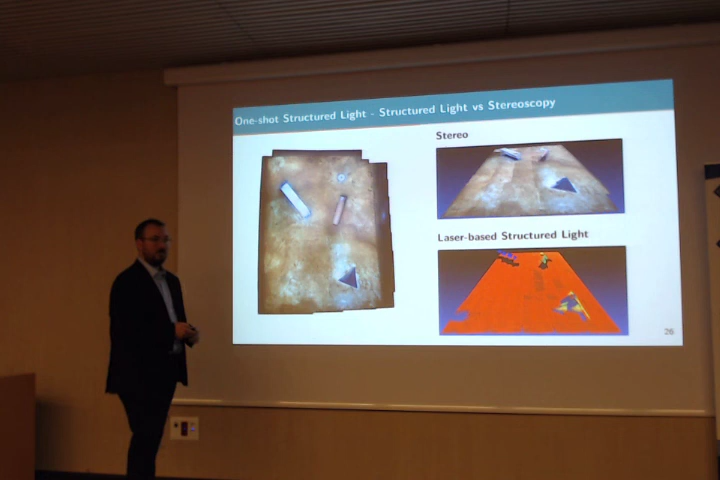 One-shot Structured Light - Structured Light vs Stereoscopy
Stereo
Laser-based Structured Light
26